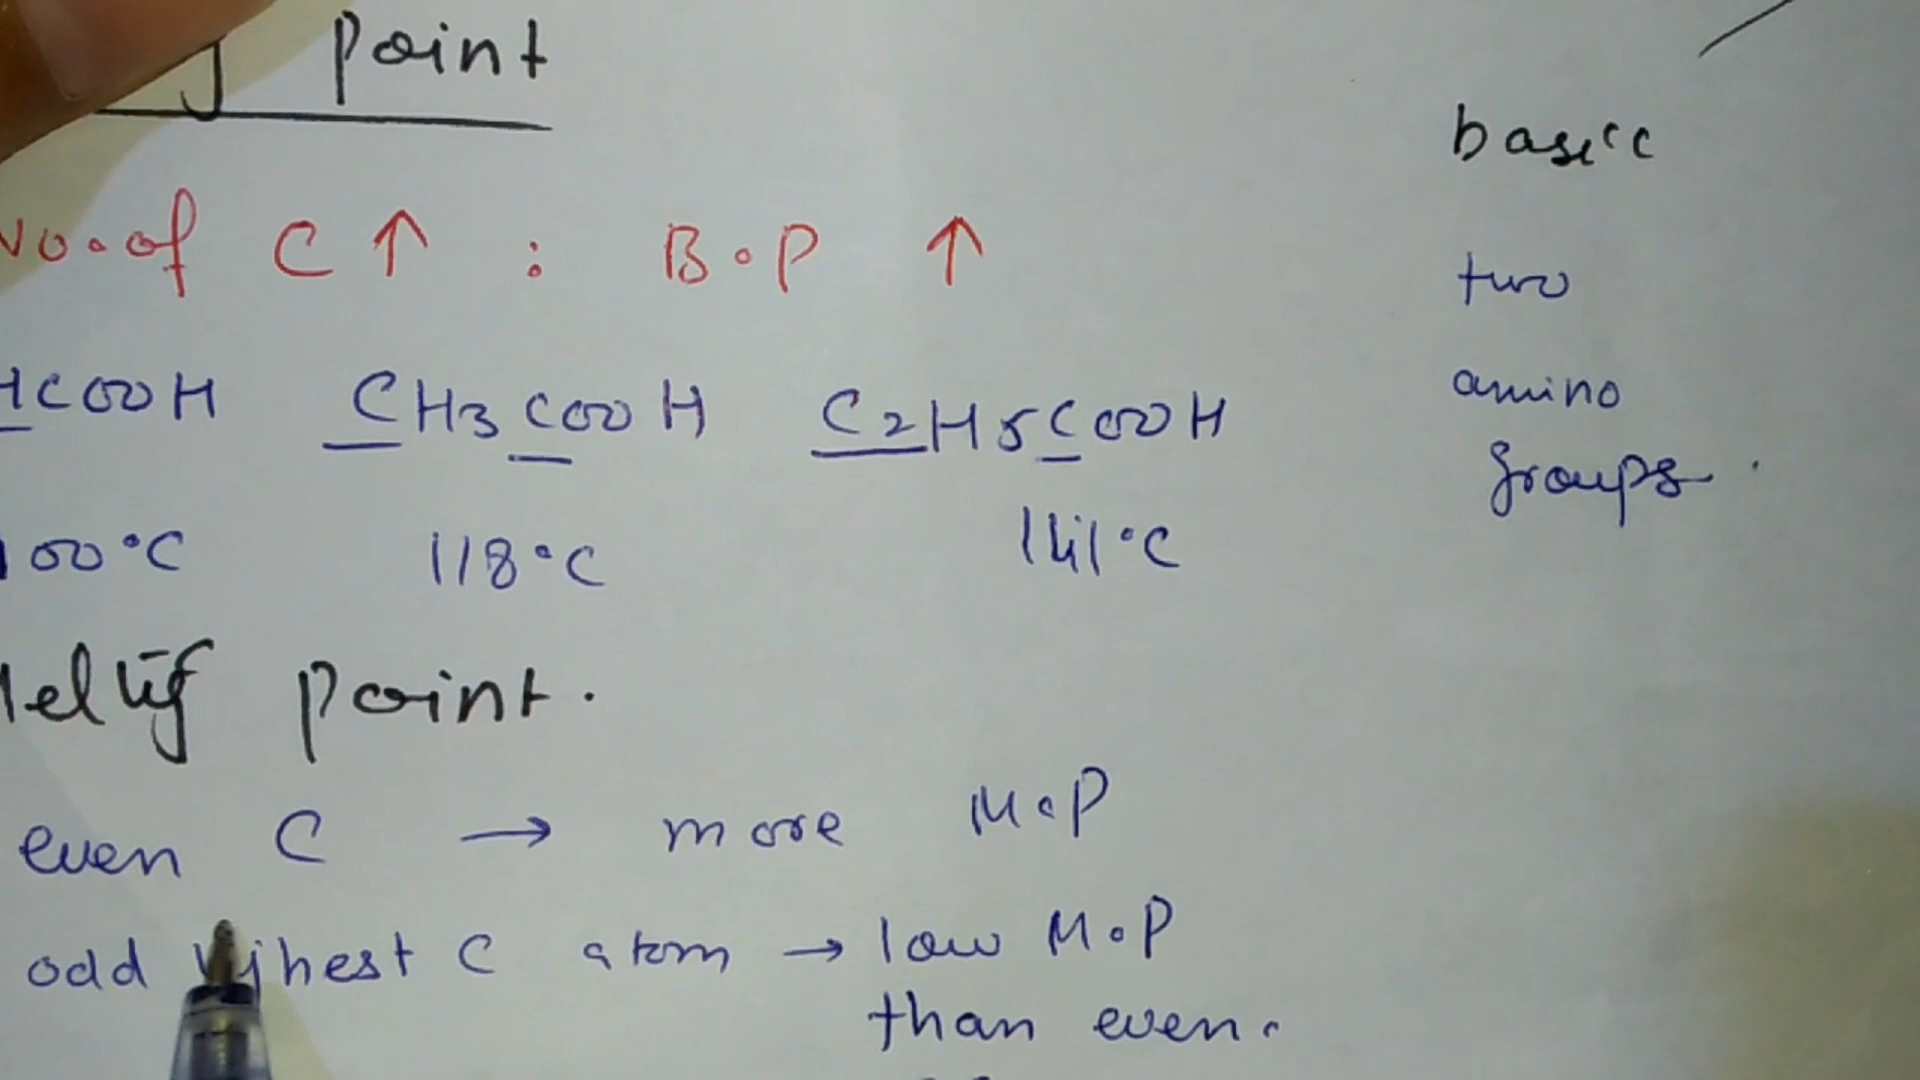 point
No. of C ↑ : B.P ↑
HCOOH CH3COOH C2H5COOH
100°C 118°C 141°C
point.
even C → more M.P
odd C atom → low M.P
than even.
basic
two
amino
groups.